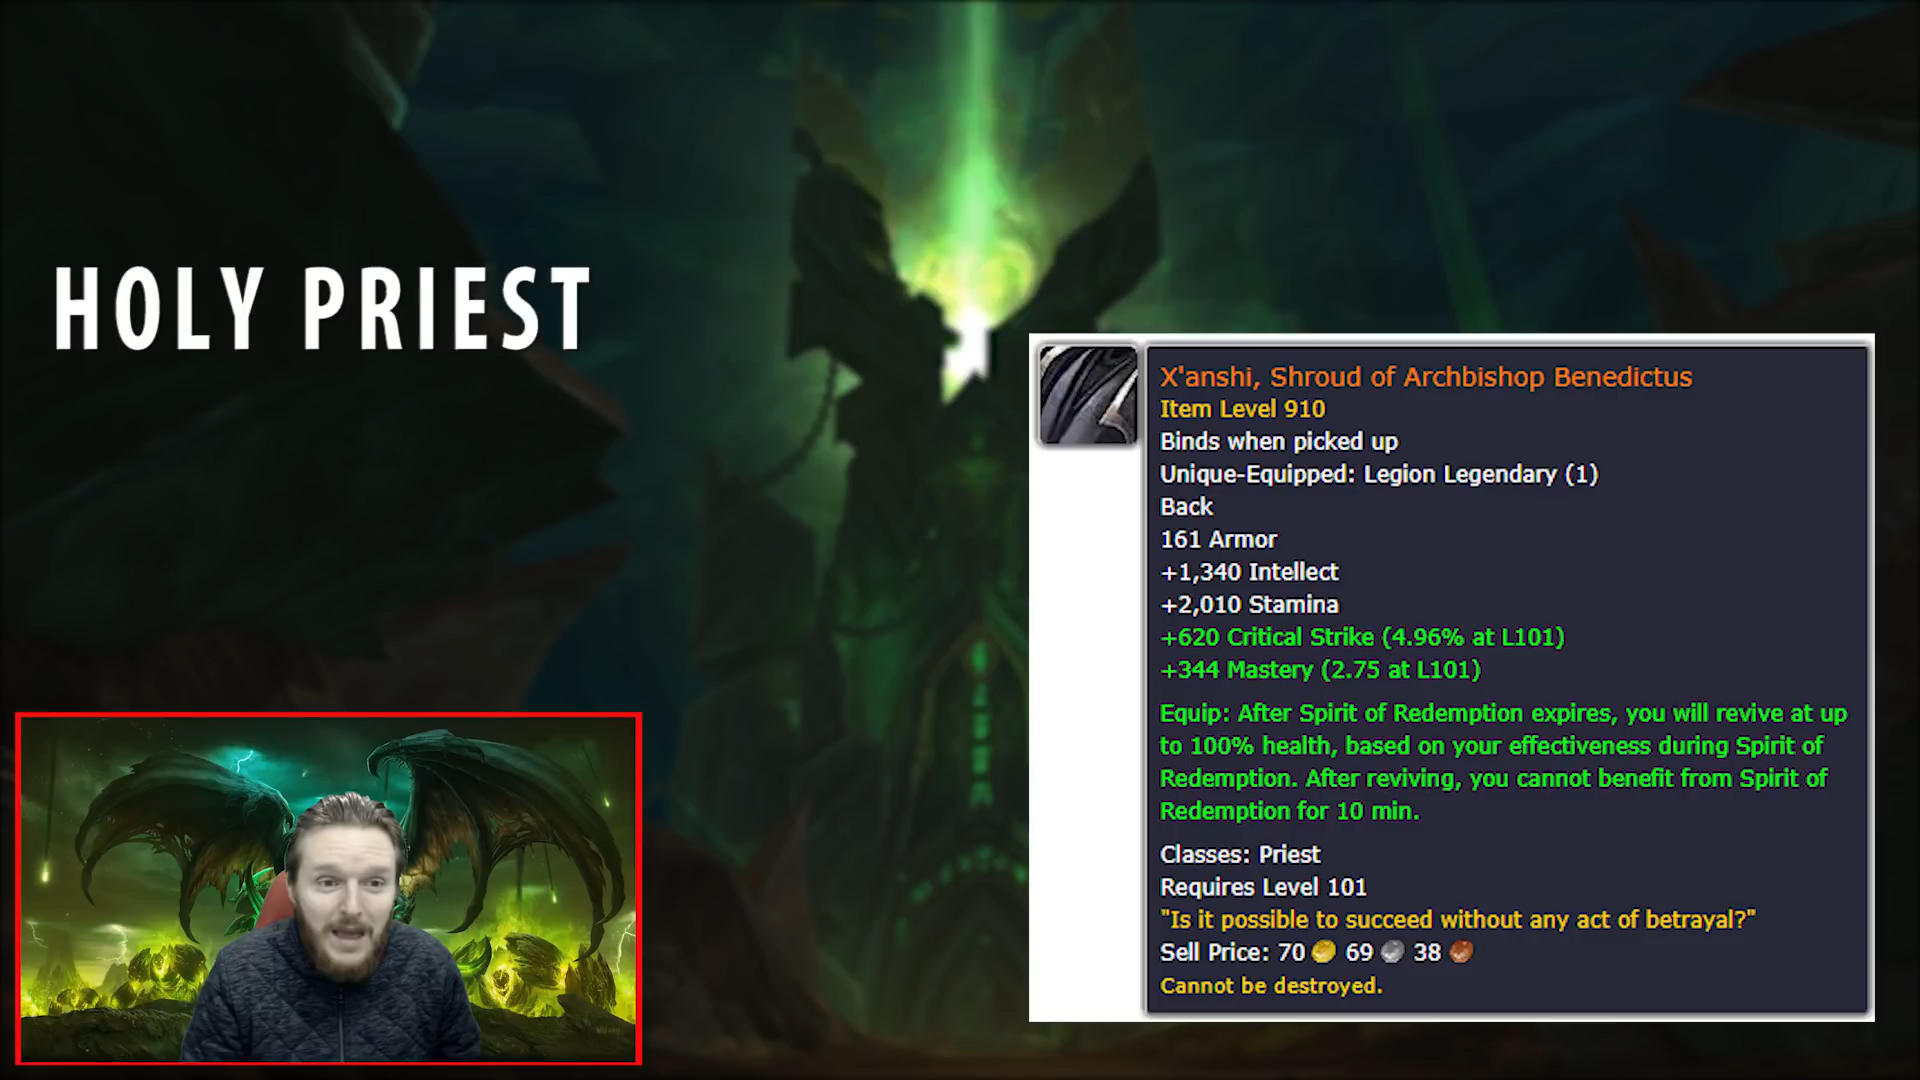 HOLY PRIEST
X'anshi, Shroud of Archbishop Benedictus
Item Level 910
Binds when picked up
Unique-Equipped: Legion Legendary (1)
Back
161 Armor
+1,340 Intellect
+2,010 Stamina
+620 Critical Strike (4.96% at L101)
+344 Mastery (2.75 at L101)
Equip: After Spirit of Redemption expires, you will revive at up
to 100% health, based on your effectiveness during Spirit of
Redemption. After reviving, you cannot benefit from Spirit of
Redemption for 10 min.
Classes: Priest
Requires Level 101
"Is it possible to succeed without any act of betrayal?"
Sell Price: 70 69 38
Cannot be destroyed.